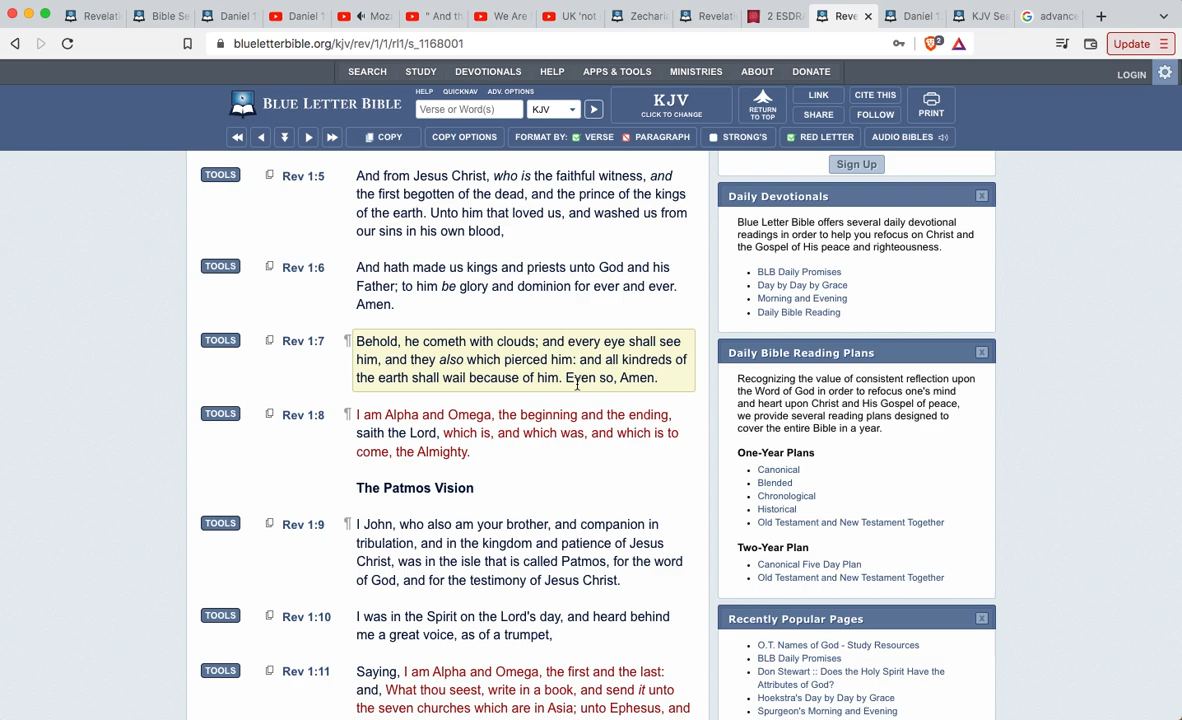 Revelati
Bible Se
Daniel 1
Daniel 1
Moza
" And th
We Are
UK 'not
Zechari
Revelati
2 ESDRA
Reve
Daniel 1
KJV Sea
advance
blueletterbible.org/kjv/rev/1/1/rl1/s_1168001
2
Update
SEARCH STUDY DEVOTIONALS HELP APPS & TOOLS MINISTRIES ABOUT DONATE
LOGIN
BLUE LETTER BIBLE
HELP QUICKNAV ADV. OPTIONS
Verse or Word(s)
KJV
KJV
CLICK TO CHANGE
RETURN
TO TOP
LINK
CITE THIS
SHARE
FOLLOW
PRINT
COPY
COPY OPTIONS
FORMAT BY: VERSE PARAGRAPH
STRONG'S
RED LETTER
AUDIO BIBLES
TOOLS
Rev 1:5
And from Jesus Christ, who is the faithful witness, and
the first begotten of the dead, and the prince of the kings
of the earth. Unto him that loved us, and washed us from
our sins in his own blood,
TOOLS
Rev 1:6
And hath made us kings and priests unto God and his
Father; to him be glory and dominion for ever and ever.
Amen.
TOOLS
Rev 1:7
¶ Behold, he cometh with clouds; and every eye shall see
him, and they also which pierced him: and all kindreds of
the earth shall wail because of him. Even so, Amen.
TOOLS
Rev 1:8
¶ I am Alpha and Omega, the beginning and the ending,
saith the Lord, which is, and which was, and which is to
come, the Almighty.
The Patmos Vision
TOOLS
Rev 1:9
¶ I John, who also am your brother, and companion in
tribulation, and in the kingdom and patience of Jesus
Christ, was in the isle that is called Patmos, for the word
of God, and for the testimony of Jesus Christ.
TOOLS
Rev 1:10
I was in the Spirit on the Lord's day, and heard behind
me a great voice, as of a trumpet,
TOOLS
Rev 1:11
Saying, I am Alpha and Omega, the first and the last:
and, What thou seest, write in a book, and send it unto
the seven churches which are in Asia; unto Ephesus, and
Sign Up
Daily Devotionals
x
Blue Letter Bible offers several daily devotional
readings in order to help you refocus on Christ and
the Gospel of His peace and righteousness.
• BLB Daily Promises
• Day by Day by Grace
• Morning and Evening
• Daily Bible Reading
Daily Bible Reading Plans
x
Recognizing the value of consistent reflection upon
the Word of God in order to refocus one's mind
and heart upon Christ and His Gospel of peace,
we provide several reading plans designed to
cover the entire Bible in a year.
One-Year Plans
• Canonical
• Blended
• Chronological
• Historical
• Old Testament and New Testament Together
Two-Year Plan
• Canonical Five Day Plan
• Old Testament and New Testament Together
Recently Popular Pages
x
• O.T. Names of God - Study Resources
• BLB Daily Promises
• Don Stewart :: Does the Holy Spirit Have the
Attributes of God?
• Hoekstra's Day by Day by Grace
• Spurgeon's Morning and Evening